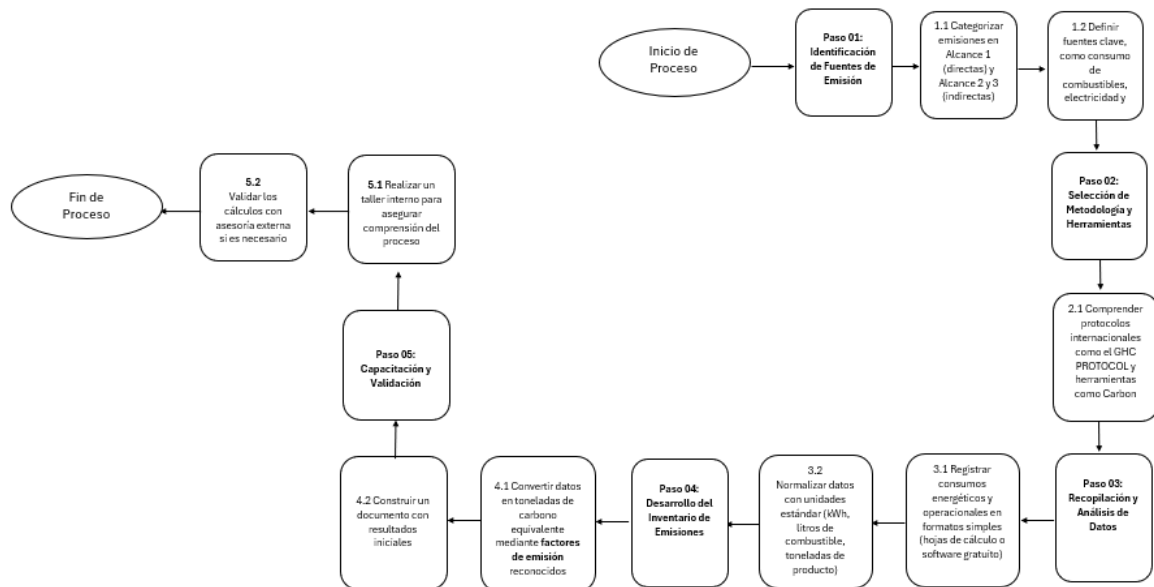 Inicio de
Proceso
Paso 01:
Identificación
de Fuentes de
Emisión
1.1 Categorizar
emisiones en
Alcance 1
(directas) y
Alcance 2 y 3
(indirectas)
1.2 Definir
fuentes clave,
como consumo
de
combustibles,
electricidad y
Paso 02:
Selección de
Metodología y
Herramientas
2.1 Comprender
protocolos
internacionales
como el GHC
PROTOCOL y
herramientas
como Carbon
Paso 03:
Recopilación y
Análisis de
Datos
3.1 Registrar
consumos
energéticos y
operacionales en
formatos simples
(hojas de cálculo o
software gratuito)
3.2
Normalizar datos
con unidades
estándar (kWh,
litros de
combustible,
toneladas de
producto)
Paso 04:
Desarrollo del
Inventario de
Emisiones
4.1 Convertir datos
en toneladas de
carbono
equivalente
mediante factores
de emisión
reconocidos
4.2 Construir un
documento con
resultados
iniciales
Paso 05:
Capacitación y
Validación
5.1 Realizar un
taller interno para
asegurar
comprensión del
proceso
5.2
Validar los
cálculos con
asesoría externa
si es necesario
Fin de
Proceso